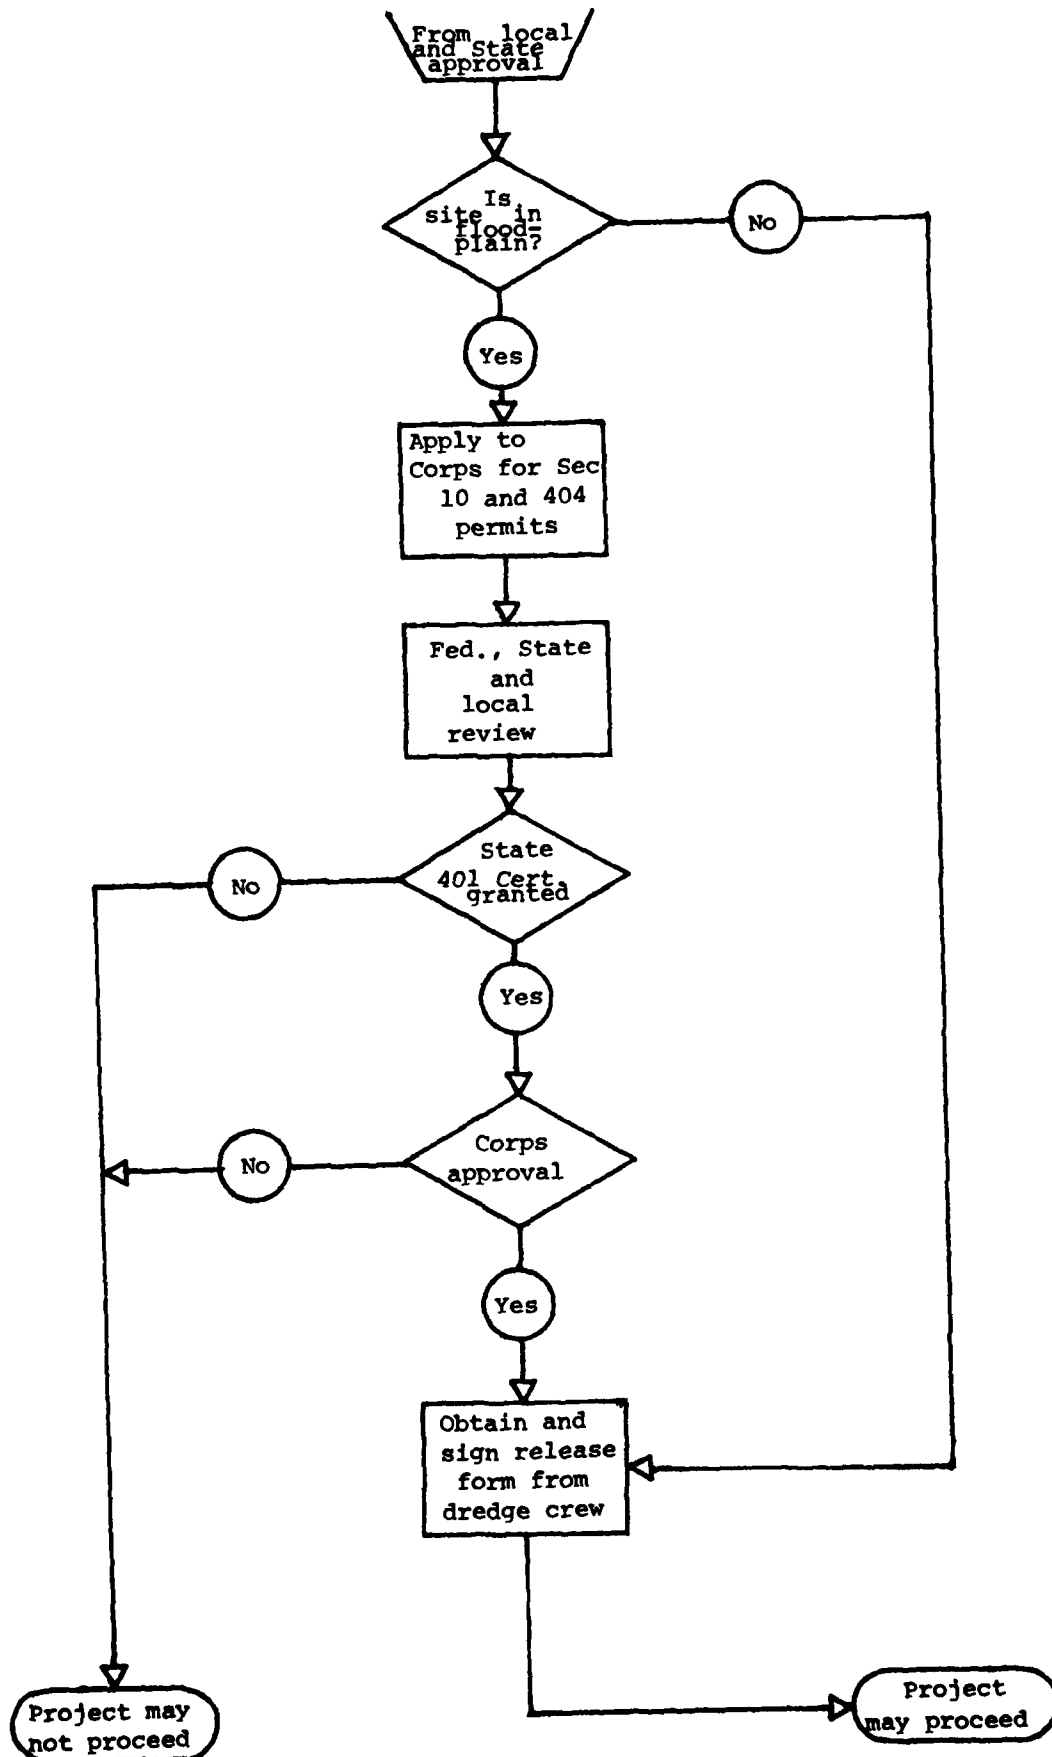 From local
and State
approval
Is
site in
flood-
plain?
No
Yes
Apply to
Corps for Sec
10 and 404
permits
Fed., State
and
local
review
State
401 Cert.
granted
No
Yes
Corps
approval
No
Yes
Obtain and
sign release
form from
dredge crew
Project may
not proceed
Project
may proceed